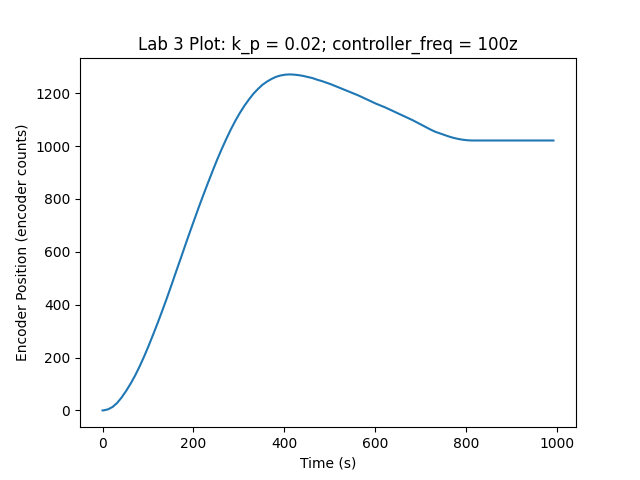 Lab 3 Plot: k_p = 0.02; controller_freq = 100z
Encoder Position (encoder counts)
1200
1000
800
600
400
200
0
0 200 400 600 800 1000
Time (s)